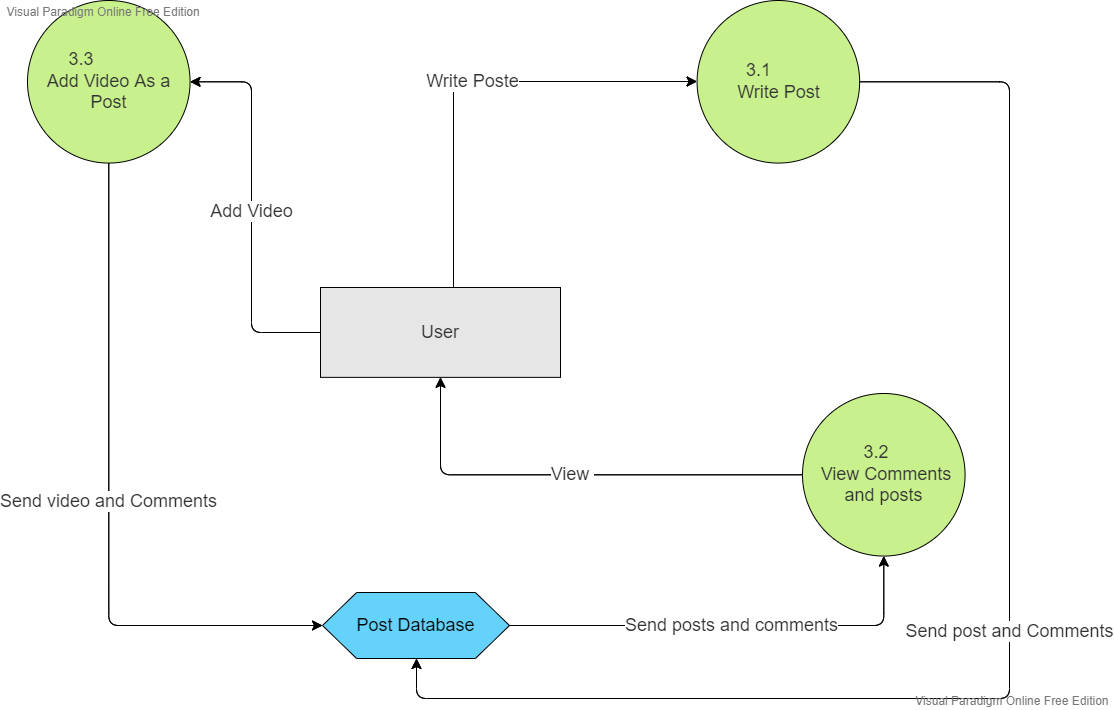 Visual Paradigm Online Free Edition
3.3
Add Video As a
Post
Write Poste
3.1
Write Post
Add Video
User
3.2
View Comments
and posts
View
Send video and Comments
Post Database
Send posts and comments
Send post and Comments
Visual Paradigm Online Free Edition